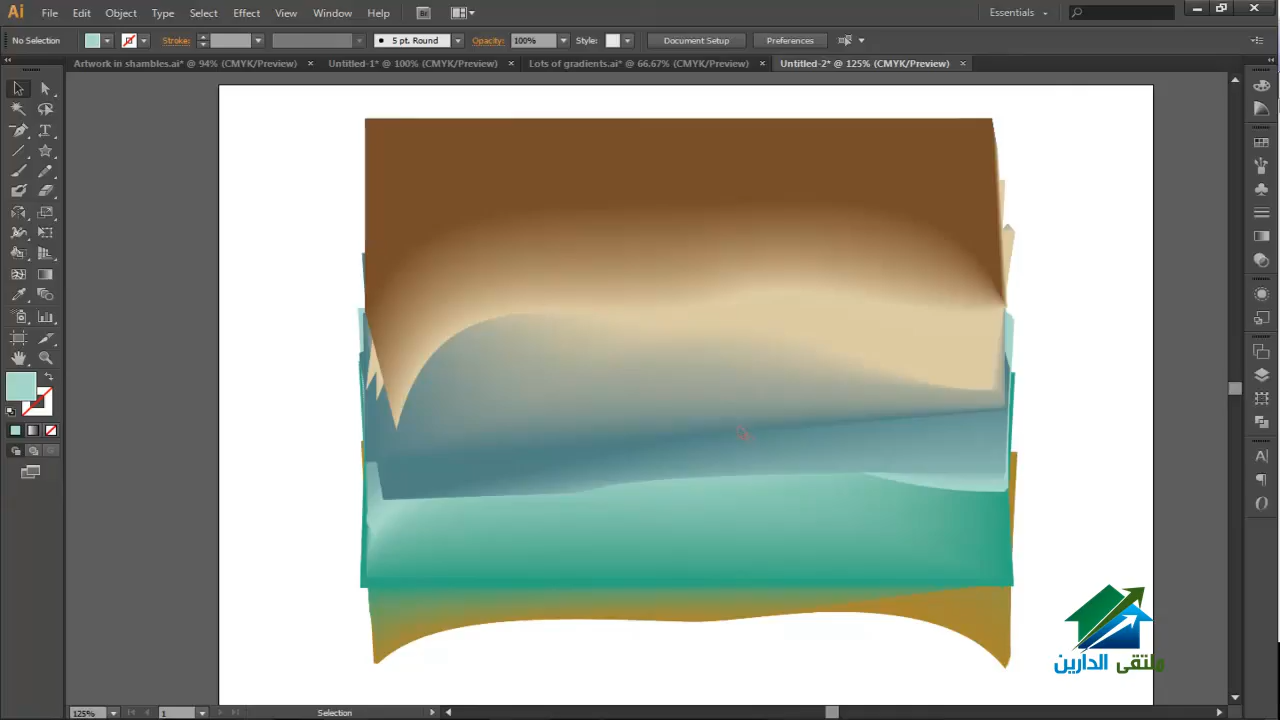 Ai File Edit Object Type Select Effect View Window Help Br Essentials
No Selection Stroke: 5 pt. Round Opacity: 100% Style: Document Setup Preferences
Artwork in shambles.ai* @ 94% (CMYK/Preview) Untitled-1* @ 100% (CMYK/Preview) Lots of gradients.ai* @ 66.67% (CMYK/Preview) Untitled-2* @ 125% (CMYK/Preview)
ملتقى الدارين
125% 1 Selection